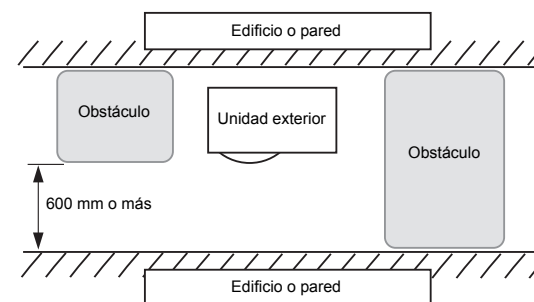 Edificio o pared
Obstáculo
Unidad exterior
Obstáculo
600 mm o más
Edificio o pared